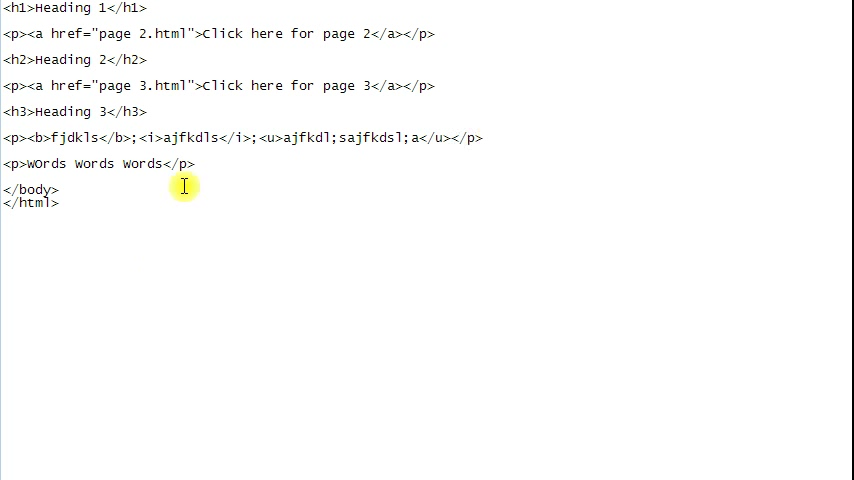 <h1>Heading 1</h1>
<p><a href="page 2.html">Click here for page 2</a></p>
<h2>Heading 2</h2>
<p><a href="page 3.html">Click here for page 3</a></p>
<h3>Heading 3</h3>
<p><b>fjdkls</b>;<i>ajfkdls</i>;<u>ajfkdl;sajfkdsl;a</u></p>
<p>WOrds words words</p>
</body>
</html>